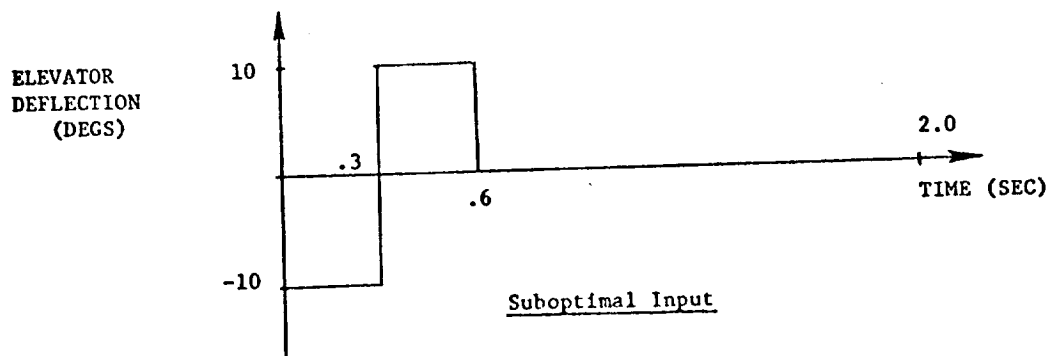 ELEVATOR
DEFLECTION
(DEGS)
10
.3
.6
2.0
TIME (SEC)
-10
Suboptimal Input